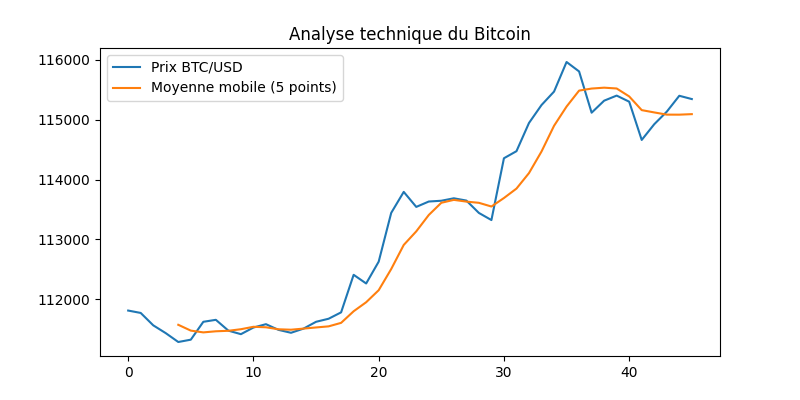 Analyse technique du Bitcoin
Prix BTC/USD
Moyenne mobile (5 points)
116000
115000
114000
113000
112000
0 10 20 30 40